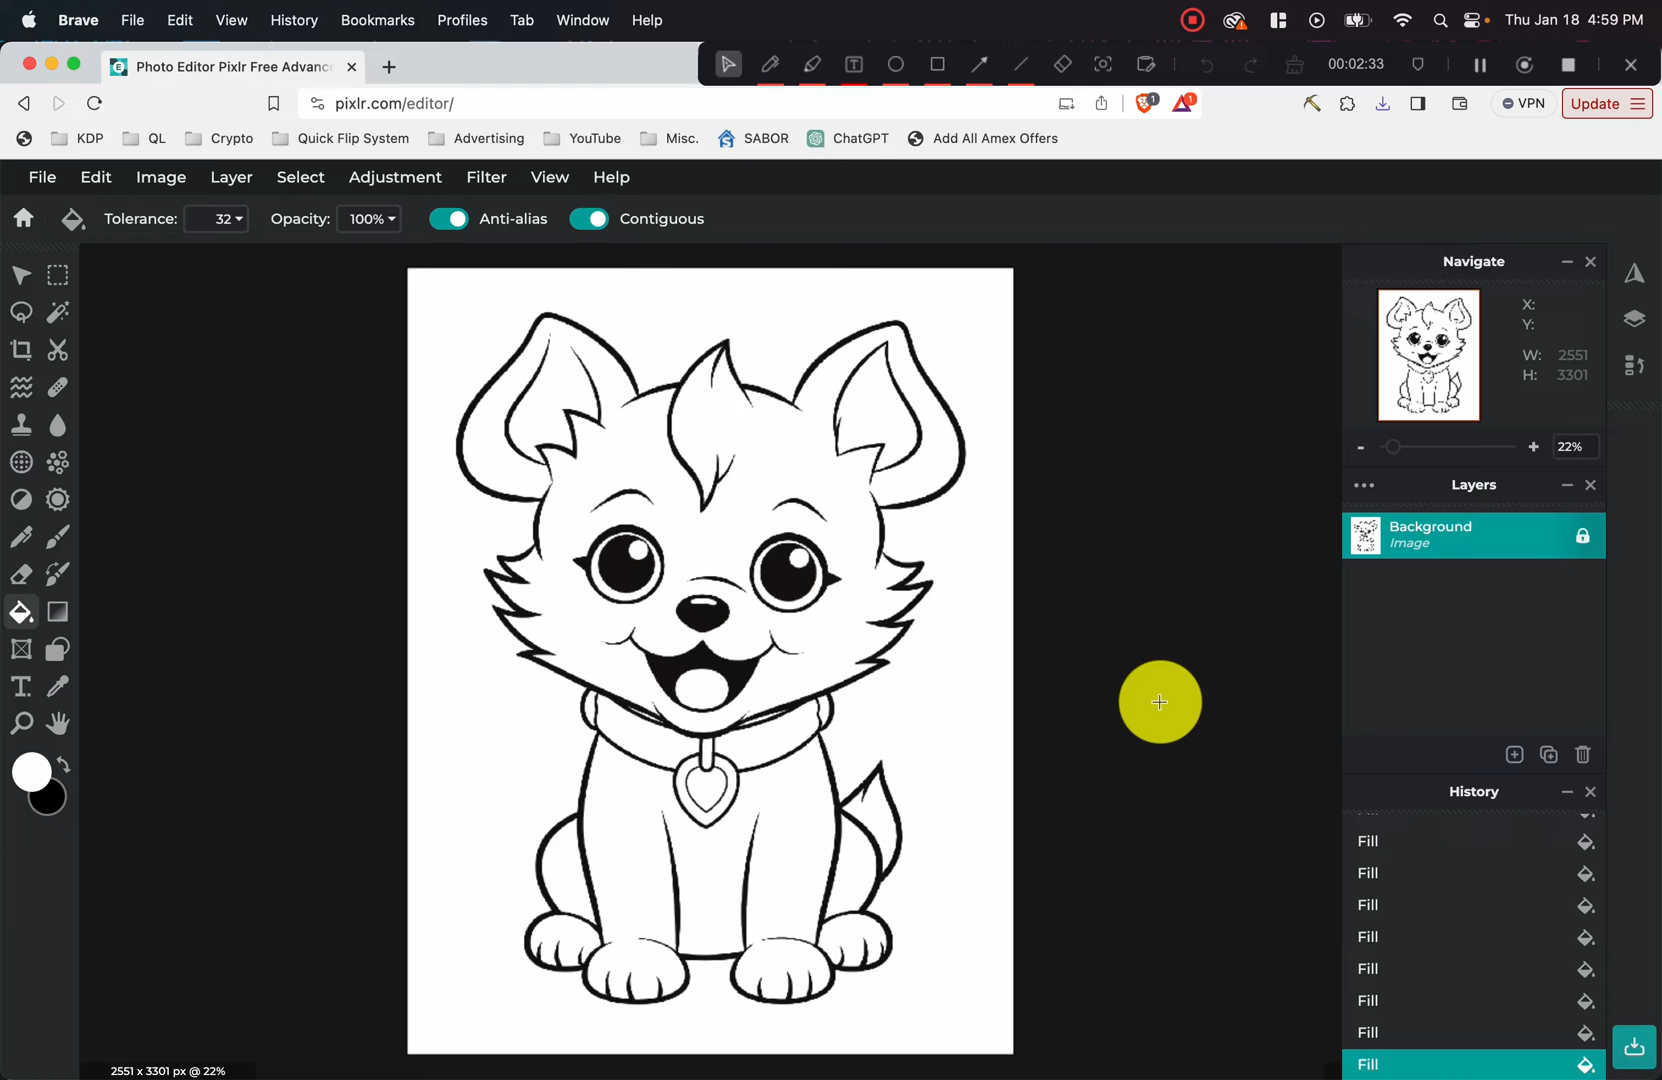 Brave File Edit View History Bookmarks Profiles Tab Window Help Thu Jan 18 4:59 PM
Photo Editor Pixlr Free Advance 00:02:33
pixlr.com/editor/ 1 1 VPN Update
KDP QL Crypto Quick Flip System Advertising YouTube Misc. SABOR ChatGPT Add All Amex Offers
File Edit Image Layer Select Adjustment Filter View Help
Tolerance: 32 Opacity: 100% Anti-alias Contiguous
Navigate
X:
Y:
W: 2551
H: 3301
- + 22%
Layers
Background
Image
History
Fill
Fill
Fill
Fill
Fill
Fill
Fill
Fill
2551 x 3301 px @ 22%